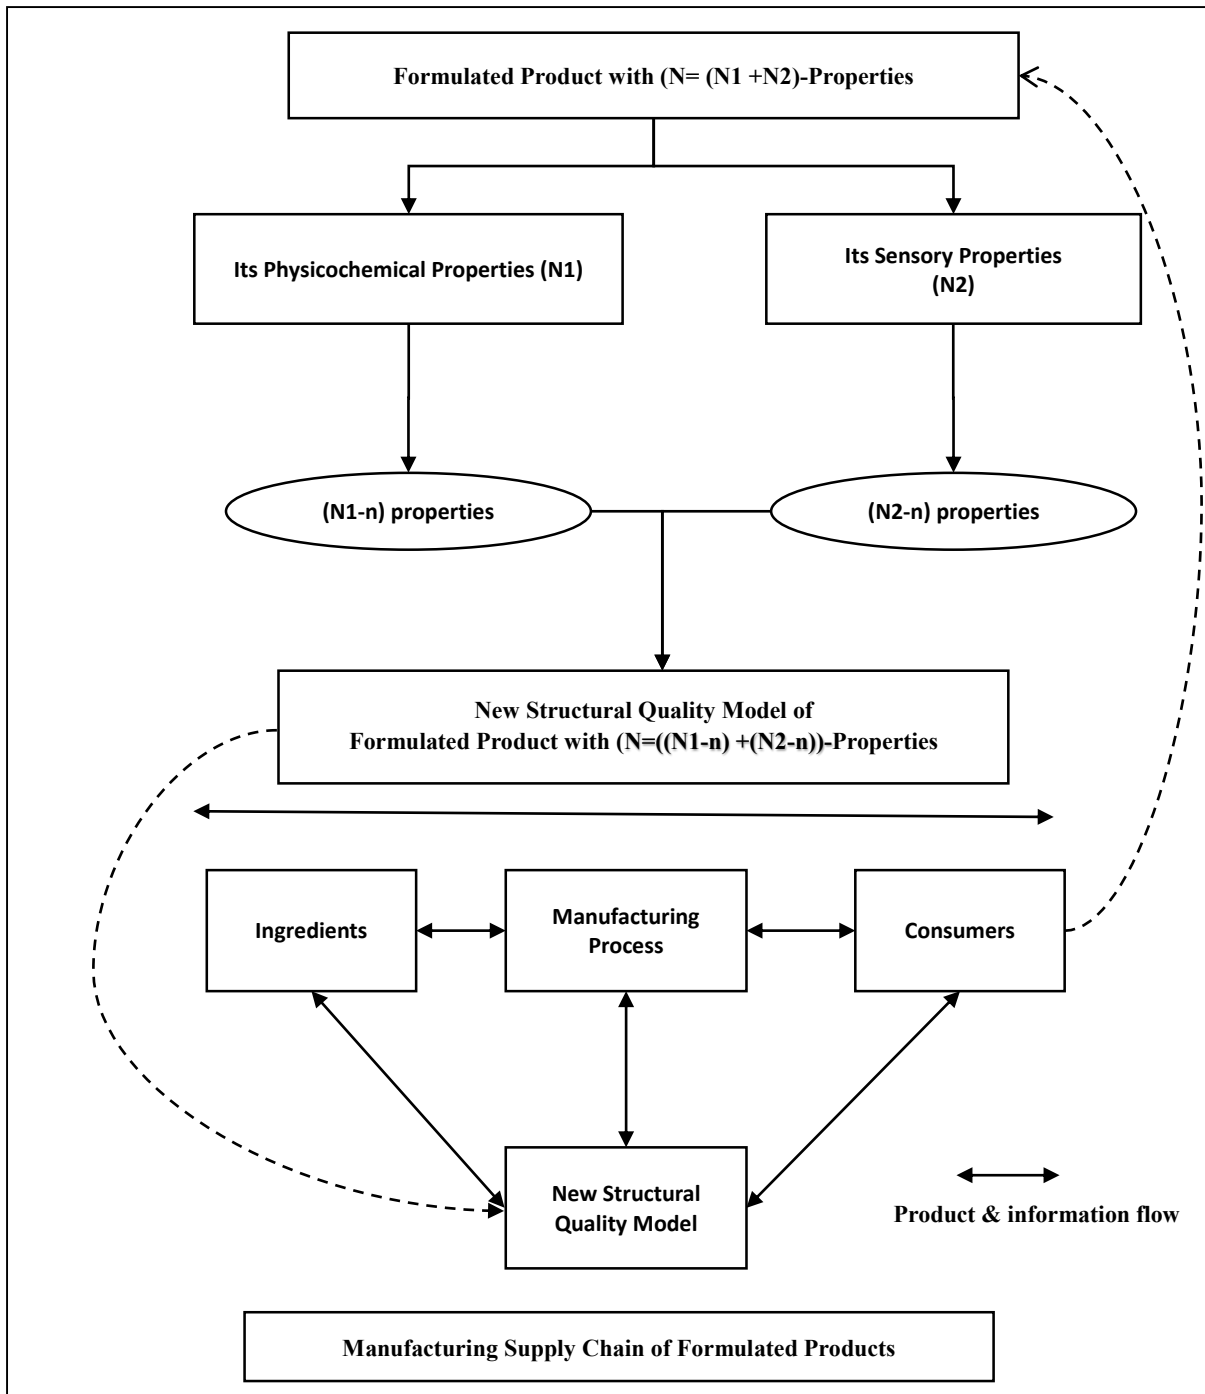 Formulated Product with (N= (N1 +N2)-Properties
Its Physicochemical Properties (N1)
Its Sensory Properties
(N2)
(N1-n) properties
(N2-n) properties
New Structural Quality Model of
Formulated Product with (N=((N1-n) +(N2-n))-Properties
Ingredients
Manufacturing
Process
Consumers
New Structural
Quality Model
Product & information flow
Manufacturing Supply Chain of Formulated Products